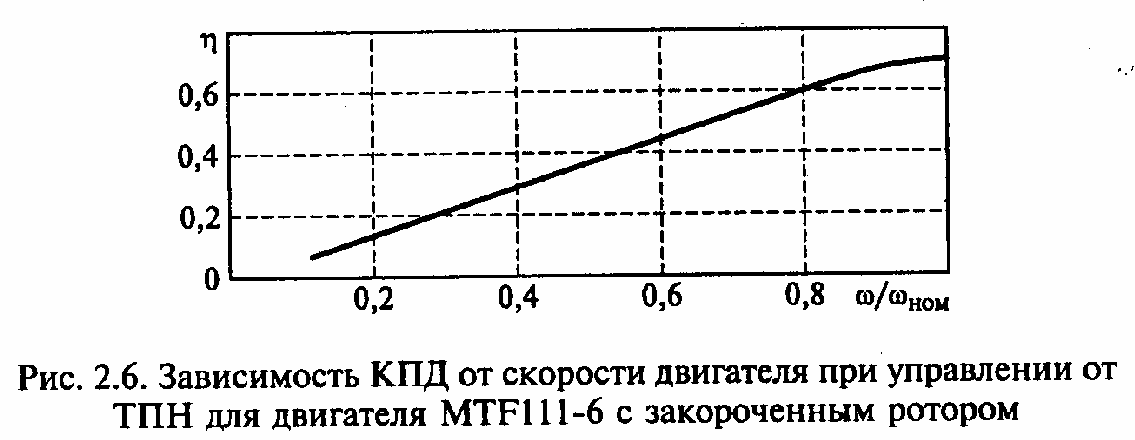 η
0,6
0,4
0,2
0
0,2 0,4 0,6 0,8 ω/ωном
Рис. 2.6. Зависимость КПД от скорости двигателя при управлении от
ТПН для двигателя MTF111-6 с закороченным ротором